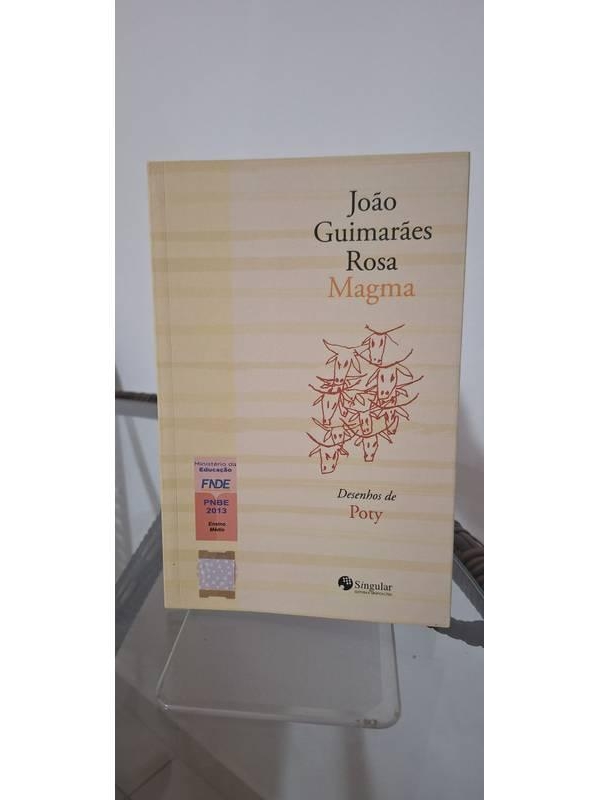 João
Guimarães
Rosa
Magma
Desenhos de
Poty
Ministério da
Educação
FNDE
PNBE
2013
Ensino
Médio
Singular